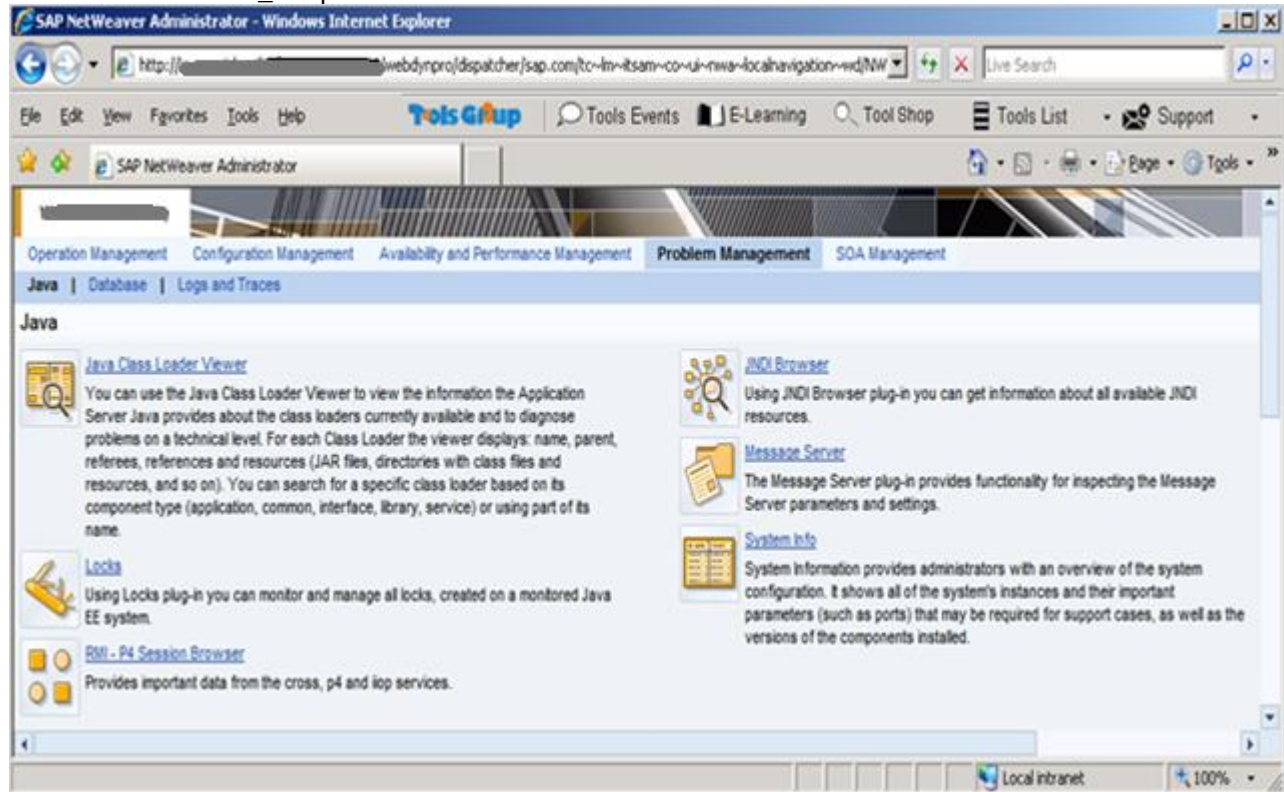 SAP NetWeaver Administrator - Windows Internet Explorer
http://
webdynpro/dispatcher/sap.com/tc~lm~itsam~co~ui~nwa~localnavigation~wd/NW
Live Search
File Edit View Favorites Tools Help
Tools Group Tools Events E-Learning Tool Shop Tools List Support
SAP NetWeaver Administrator
Page Tools
Operation Management Configuration Management Availability and Performance Management Problem Management SOA Management
Java | Database | Logs and Traces
Java
Java Class Loader Viewer
You can use the Java Class Loader Viewer to view the information the Application
Server Java provides about the class loaders currently available and to diagnose
problems on a technical level. For each Class Loader the viewer displays: name, parent,
referees, references and resources (JAR files, directories with class files and
resources, and so on). You can search for a specific class loader based on its
component type (application, common, interface, library, service) or using part of its
name.
Locks
Using Locks plug-in you can monitor and manage all locks, created on a monitored Java
EE system.
RMI - P4 Session Browser
Provides important data from the cross, p4 and iiop services.
JNDI Browser
Using JNDI Browser plug-in you can get information about all available JNDI
resources.
Message Server
The Message Server plug-in provides functionality for inspecting the Message
Server parameters and settings.
System Info
System Information provides administrators with an overview of the system
configuration. It shows all of the system's instances and their important
parameters (such as ports) that may be required for support cases, as well as the
versions of the components installed.
Local intranet
100%